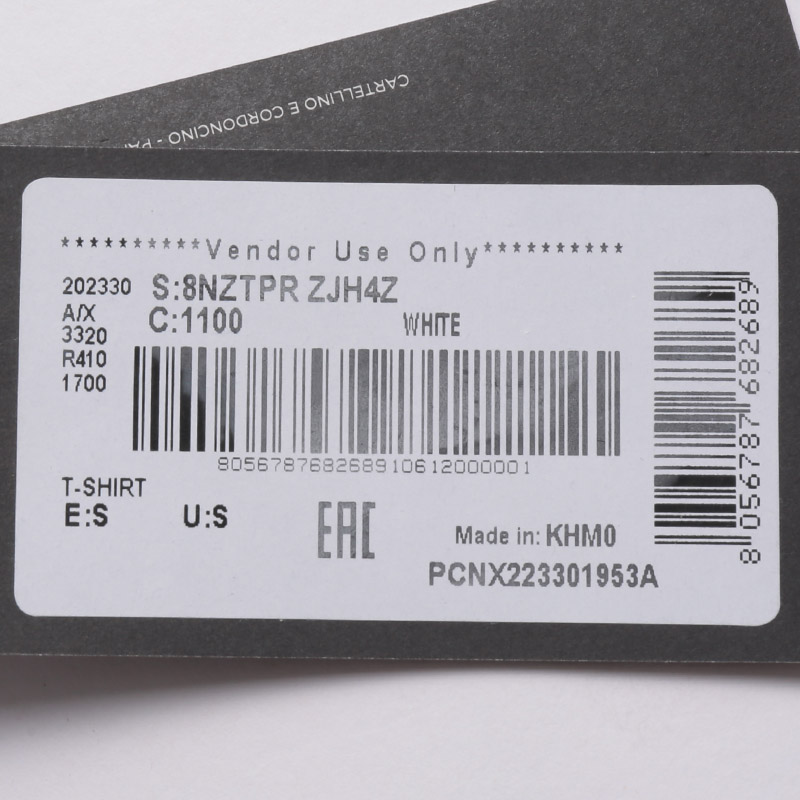 CARTELLINO E CORDONCINO -
**********Vendor Use Only**********
202330
S:8NZTPR ZJH4Z
A/X
C:1100
WHITE
3320
R410
1700
805678768268910612000001
T-SHIRT
E:S
U:S
EAC
Made in: KHM0
PCNX223301953A
8 056787 682689